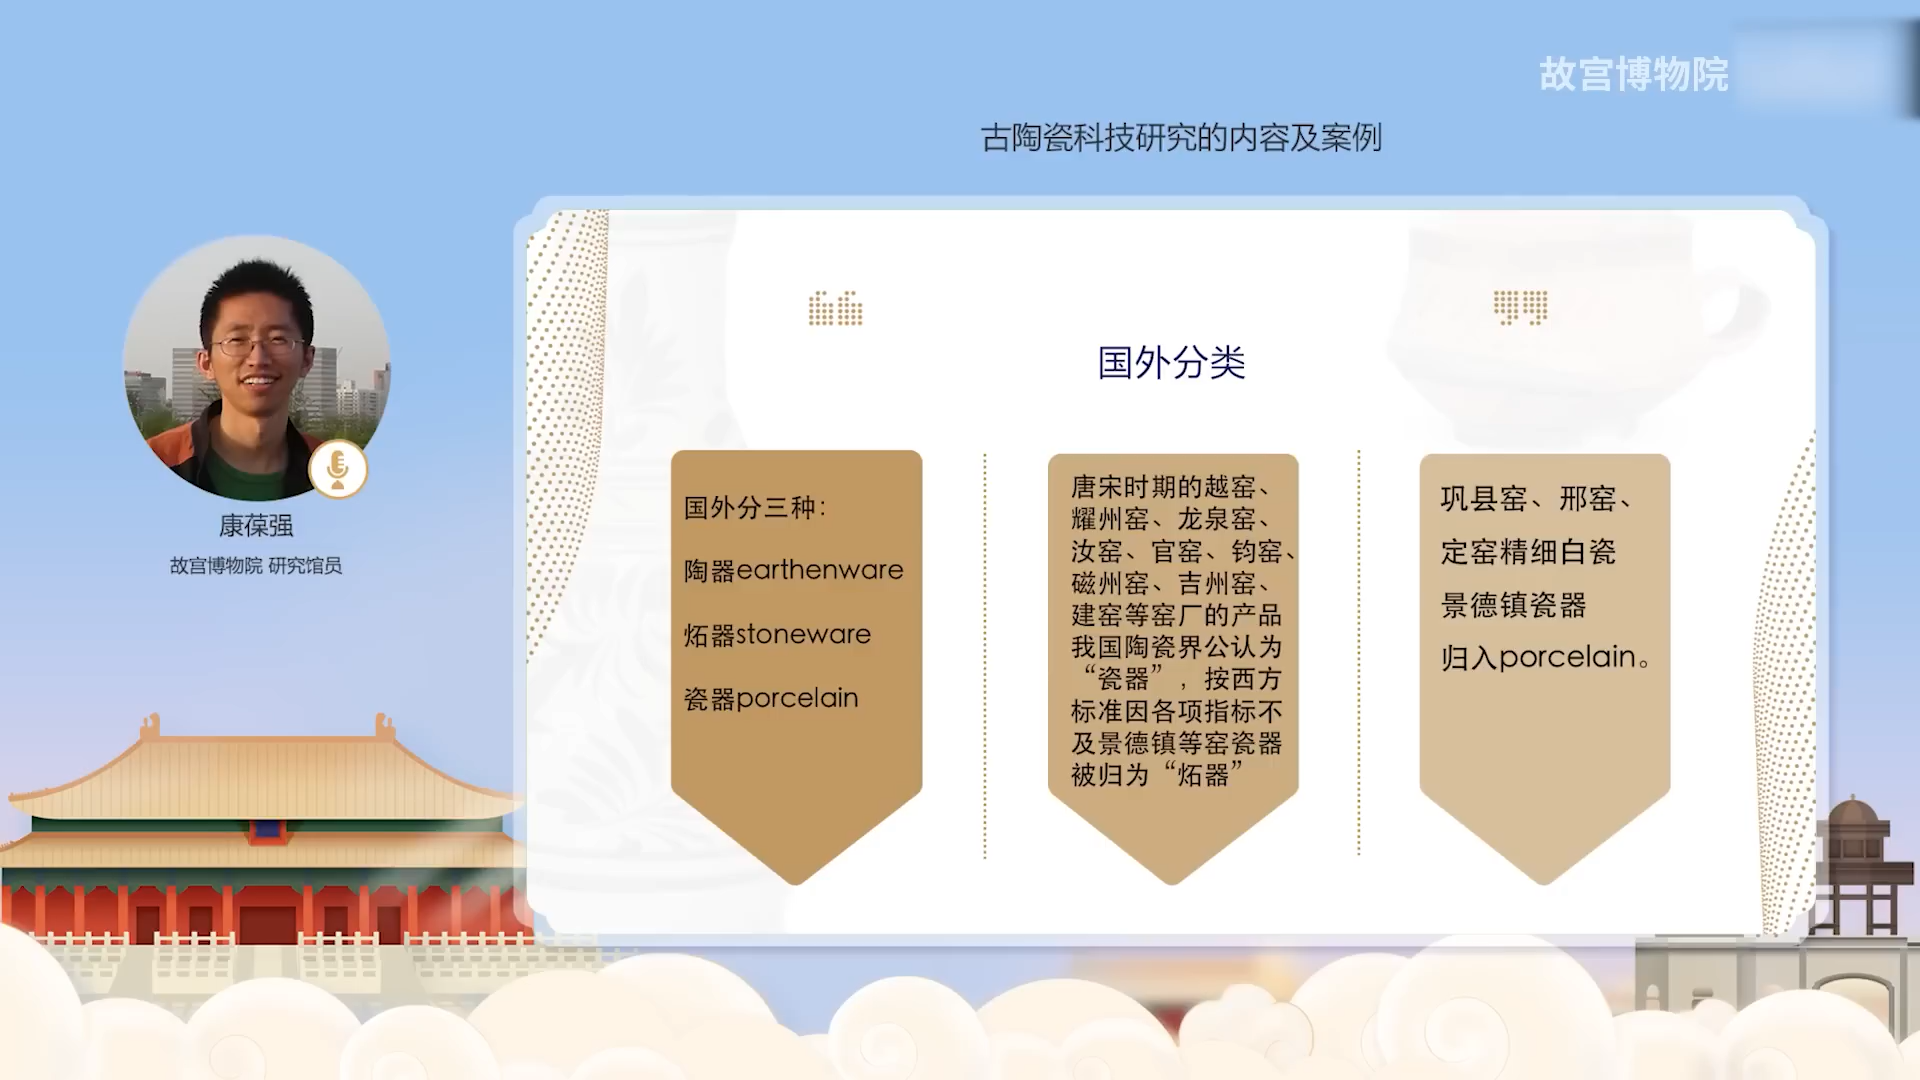 故宫博物院
古陶瓷科技研究的内容及案例
康葆强
故宫博物院 研究馆员
国外分类
国外分三种：
陶器earthenware
炻器stoneware
瓷器porcelain
唐宋时期的越窑、
耀州窑、龙泉窑、
汝窑、官窑、钧窑、
磁州窑、吉州窑、
建窑等窑厂的产品
我国陶瓷界公认为
“瓷器”，按西方
标准因各项指标不
及景德镇等窑瓷器
被归为“炻器”
巩县窑、邢窑、
定窑精细白瓷
景德镇瓷器
归入porcelain。